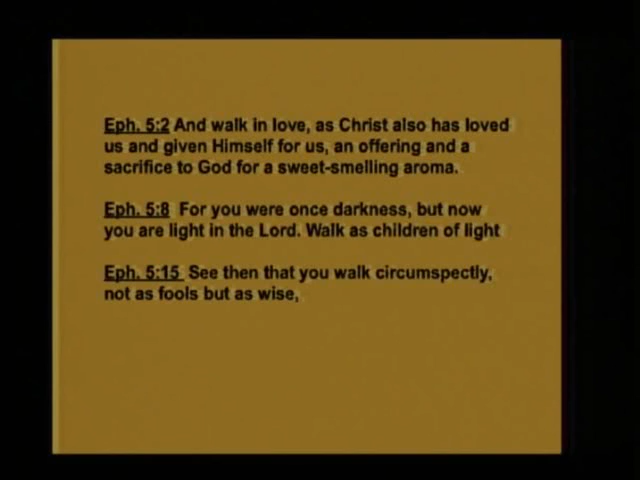 Eph. 5:2 And walk in love, as Christ also has loved
us and given Himself for us, an offering and a
sacrifice to God for a sweet-smelling aroma.
Eph. 5:8 For you were once darkness, but now
you are light in the Lord. Walk as children of light
Eph. 5:15 See then that you walk circumspectly,
not as fools but as wise,